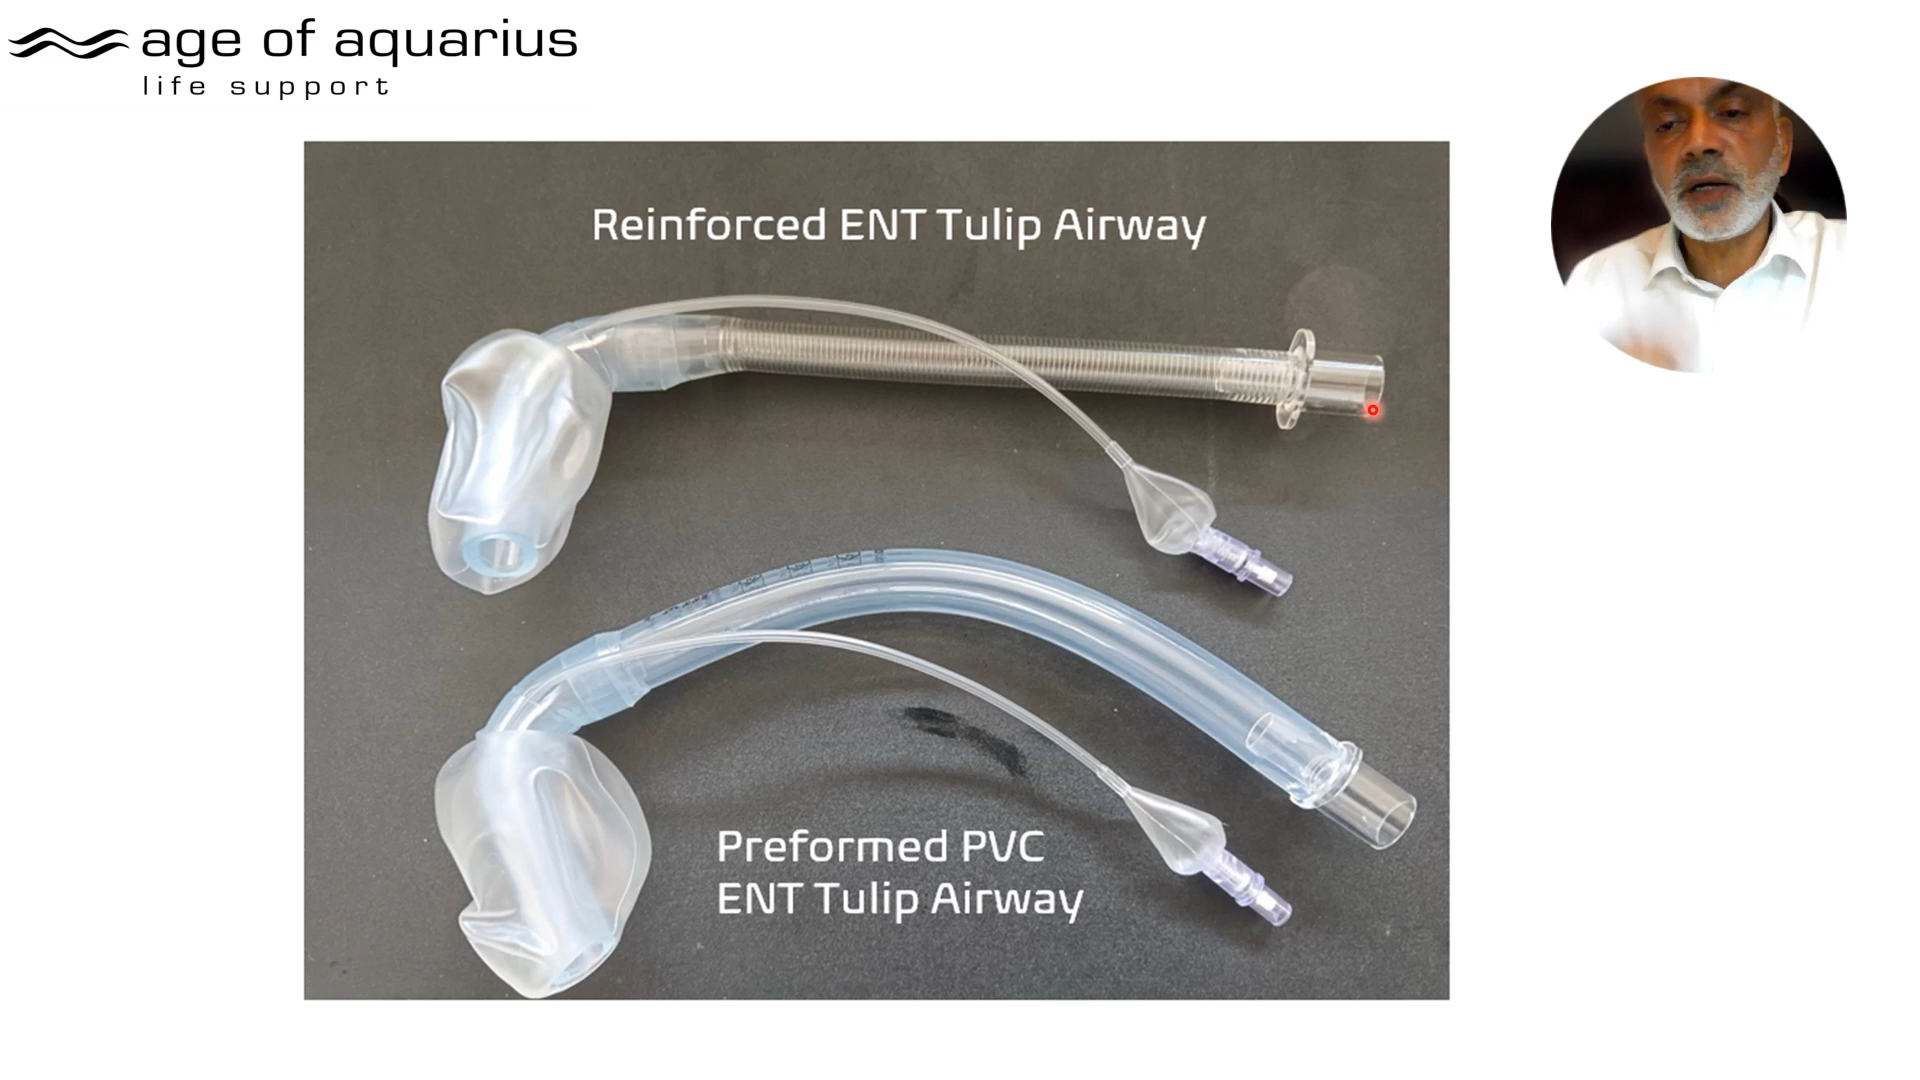 age of aquarius
life support
Reinforced ENT Tulip Airway
Preformed PVC
ENT Tulip Airway